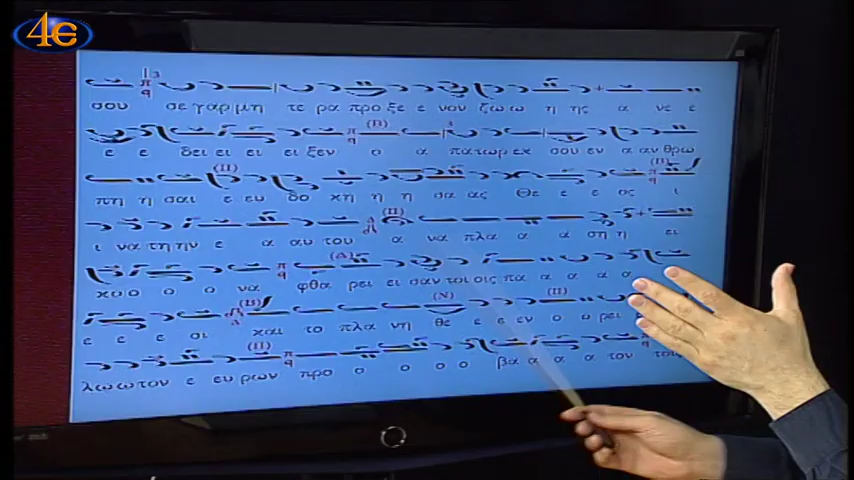 4ε
σου σε γαρ μη τε ρα προ ξε ε νον ζω ω ω η της α νε ε
ε ε δει ει ει ει ξεν ο α πατωρ εκ σου εν α αν θρω
πη η σαι ε ευ δο κη η η σα ας Θε ε ε ος ι
ι να τη ην ε α αυ του α να πλα α α ση η ει
κο ο ο ο να φθα ρει ει σαν τοι οις πα α α α α
ε ε ε σι και το πλα νη θε ε ε εν ο ο ρει
λω ω τον ε ευ ρων προ ο ο ο ο βα α α α τον τοις